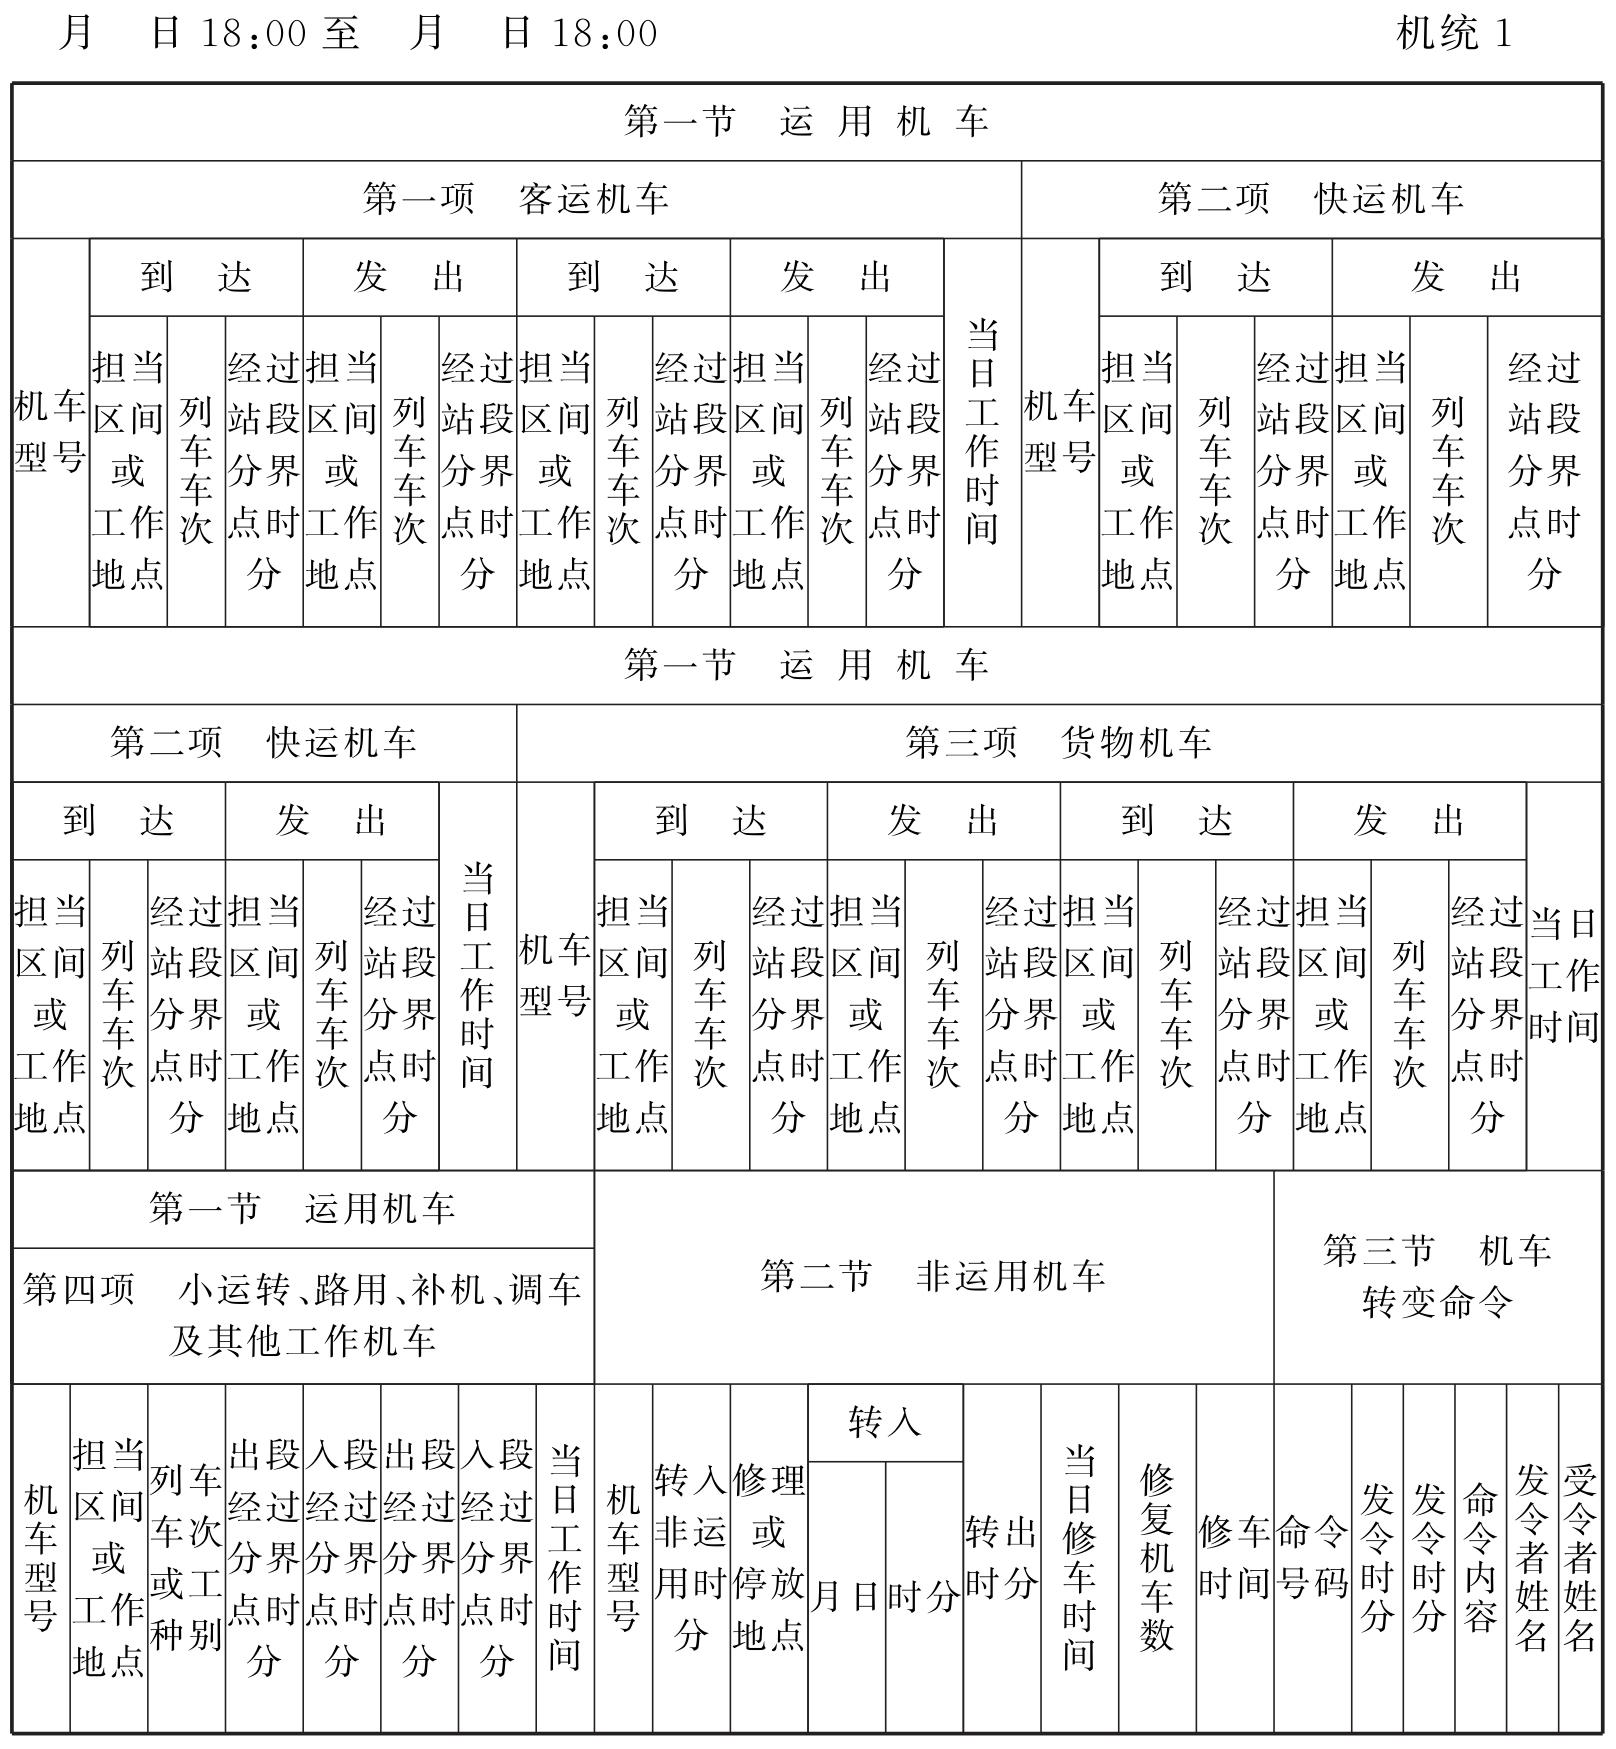 月 日 18:00 至 月 日 18:00 机统 1
第一节 运 用 机 车
第一项 客运机车 第二项 快运机车
机车型号 到 达 发 出 到 达 发 出 当日工作时间 机车型号 到 达 发 出
担当区间或工作地点 列车车次 经过站段分界点时分 担当区间或工作地点 列车车次 经过站段分界点时分 担当区间或工作地点 列车车次 经过站段分界点时分 担当区间或工作地点 列车车次 经过站段分界点时分 担当区间或工作地点 列车车次 经过站段分界点时分 担当区间或工作地点 列车车次 经过站段分界点时分
第一节 运 用 机 车
第二项 快运机车 第三项 货物机车
到 达 发 出 当日工作时间 机车型号 到 达 发 出 到 达 发 出 当日工作时间
担当区间或工作地点 列车车次 经过站段分界点时分 担当区间或工作地点 列车车次 经过站段分界点时分 担当区间或工作地点 列车车次 经过站段分界点时分 担当区间或工作地点 列车车次 经过站段分界点时分 担当区间或工作地点 列车车次 经过站段分界点时分 担当区间或工作地点 列车车次 经过站段分界点时分
第一节 运用机车
第四项 小运转、路用、补机、调车
及其他工作机车
第二节 非运用机车
第三节 机车
转变命令
机车型号 担当区间或工作地点 列车车次或工种别 出段经过分界点时分 入段经过分界点时分 出段经过分界点时分 入段经过分界点时分 当日工作时间 机车型号 转入非运用时分 修理或停放地点 转入 转出时分 当日修车时间 修复机车数 修车时间 命令号码 发令时分 发令时分 命令内容 发令者姓名 受令者姓名
月日 时分